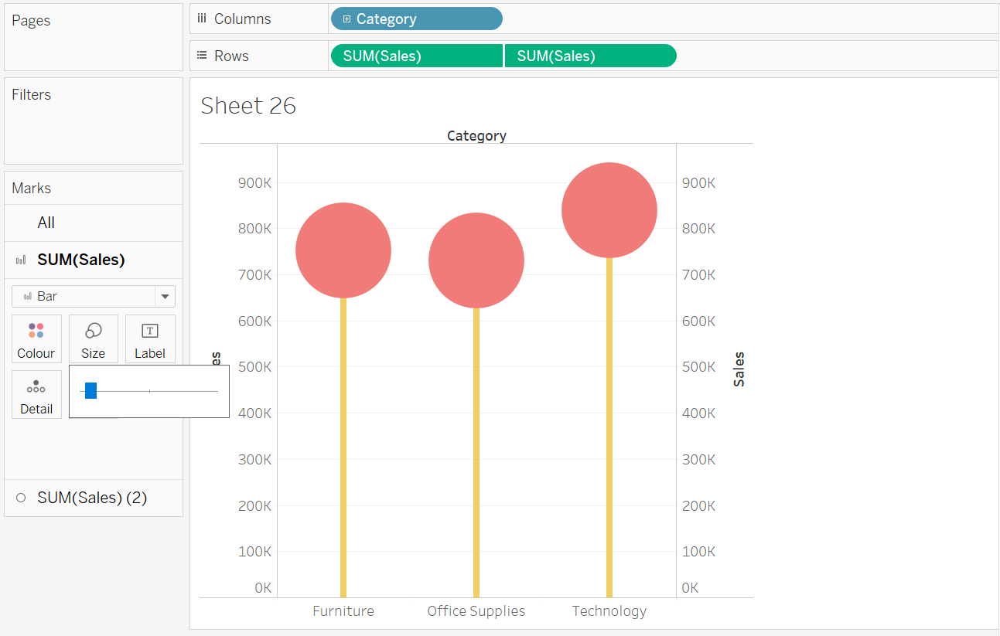 Pages
Columns
Category
Rows
SUM(Sales)
SUM(Sales)
Filters
Marks
All
SUM(Sales)
Bar
Colour
Size
Label
Detail
SUM(Sales) (2)
Sheet 26
Category
900K
800K
700K
600K
500K
400K
300K
200K
100K
0K
es
900K
800K
700K
600K
500K
400K
300K
200K
100K
0K
Sales
Furniture
Office Supplies
Technology